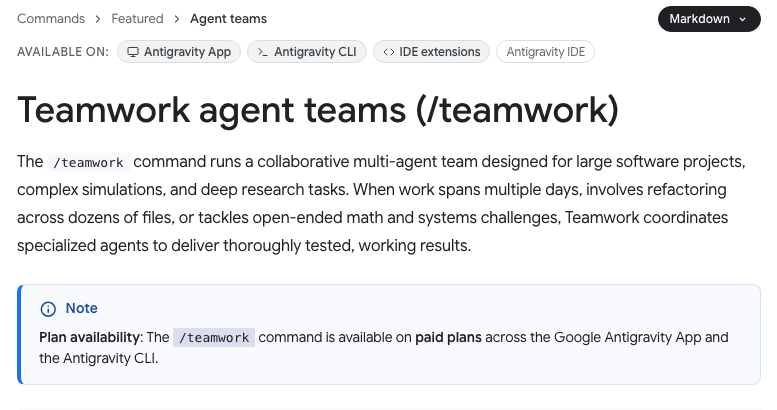 Commands > Featured > Agent teams
Markdown
AVAILABLE ON: Antigravity App >_ Antigravity CLI <> IDE extensions Antigravity IDE
Teamwork agent teams (/teamwork)
The /teamwork command runs a collaborative multi-agent team designed for large software projects,
complex simulations, and deep research tasks. When work spans multiple days, involves refactoring
across dozens of files, or tackles open-ended math and systems challenges, Teamwork coordinates
specialized agents to deliver thoroughly tested, working results.
Note
Plan availability: The /teamwork command is available on paid plans across the Google Antigravity App and
the Antigravity CLI.